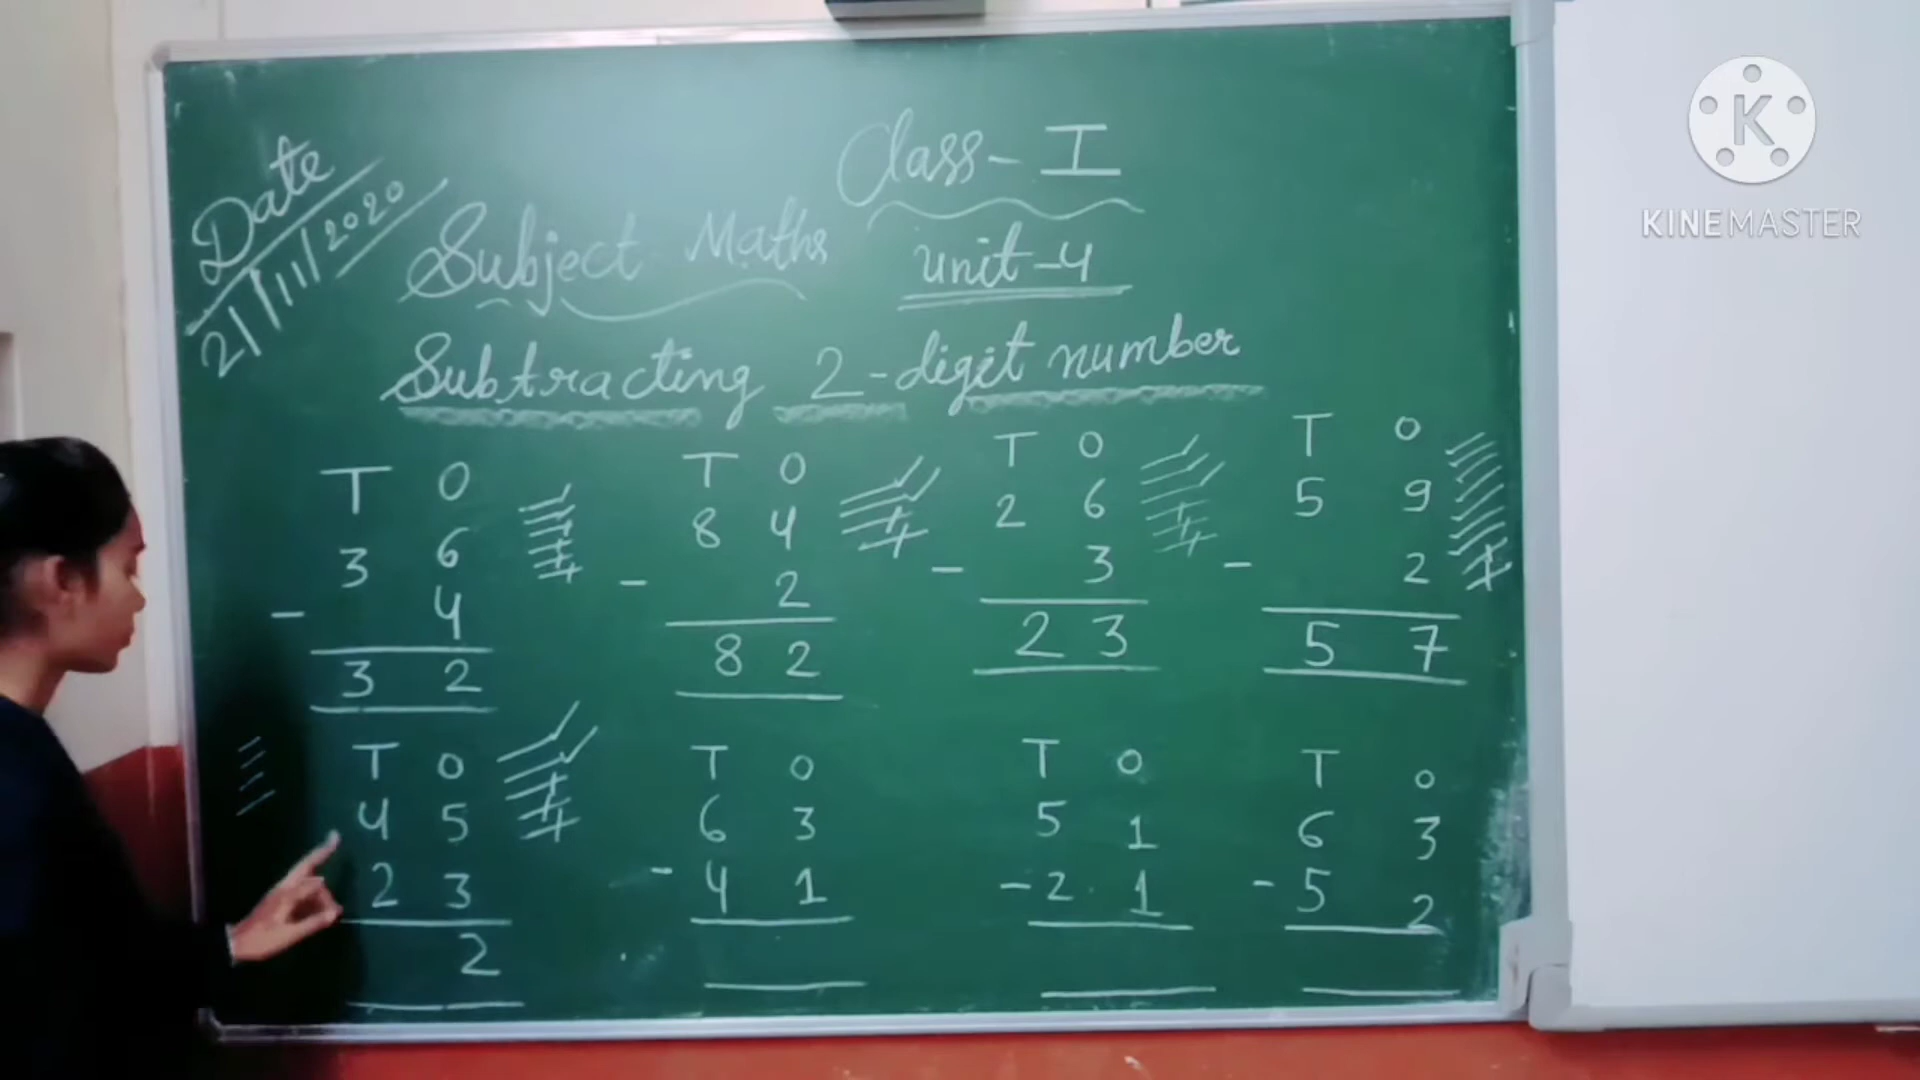 Date
21/11/2020
Class - I
Subject Maths
unit - 4
Subtracting 2-digit number
T O
3 6
- 4
3 2
T O
8 4
- 2
8 2
T O
2 6
- 3
2 3
T O
5 9
- 2
5 7
T O
4 5
2 3
2
T O
6 3
- 4 1
T O
5 1
- 2 1
T O
6 3
- 5 2
K
KINEMASTER